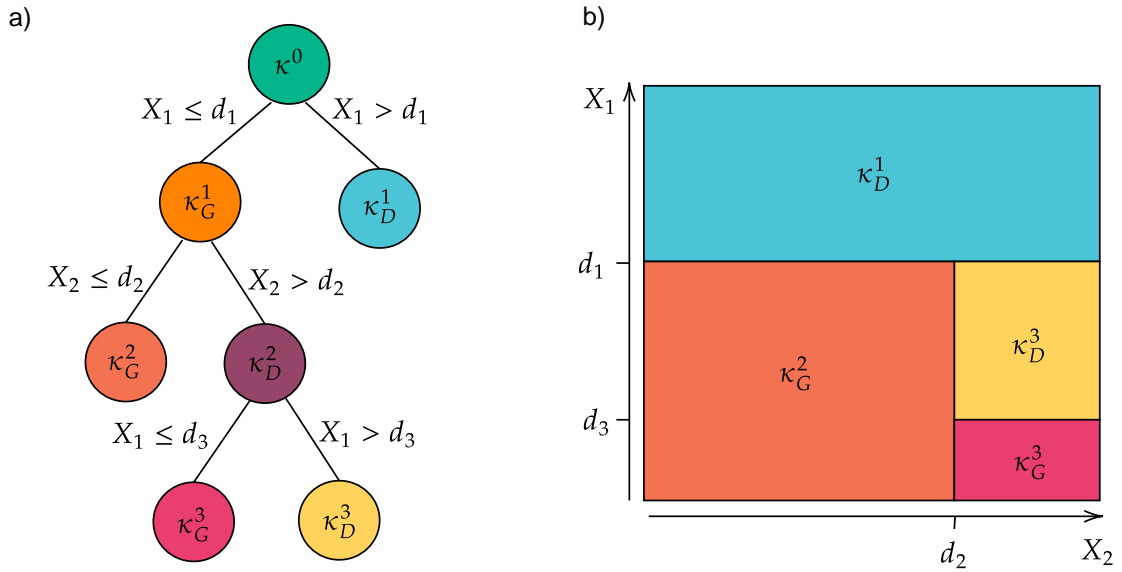 a)
κ^0
X_1 ≤ d_1
X_1 > d_1
κ_G^1
κ_D^1
X_2 ≤ d_2
X_2 > d_2
κ_G^2
κ_D^2
X_1 ≤ d_3
X_1 > d_3
κ_G^3
κ_D^3
b)
X_1
κ_D^1
d_1
κ_D^3
κ_G^2
d_3
κ_G^3
d_2
X_2